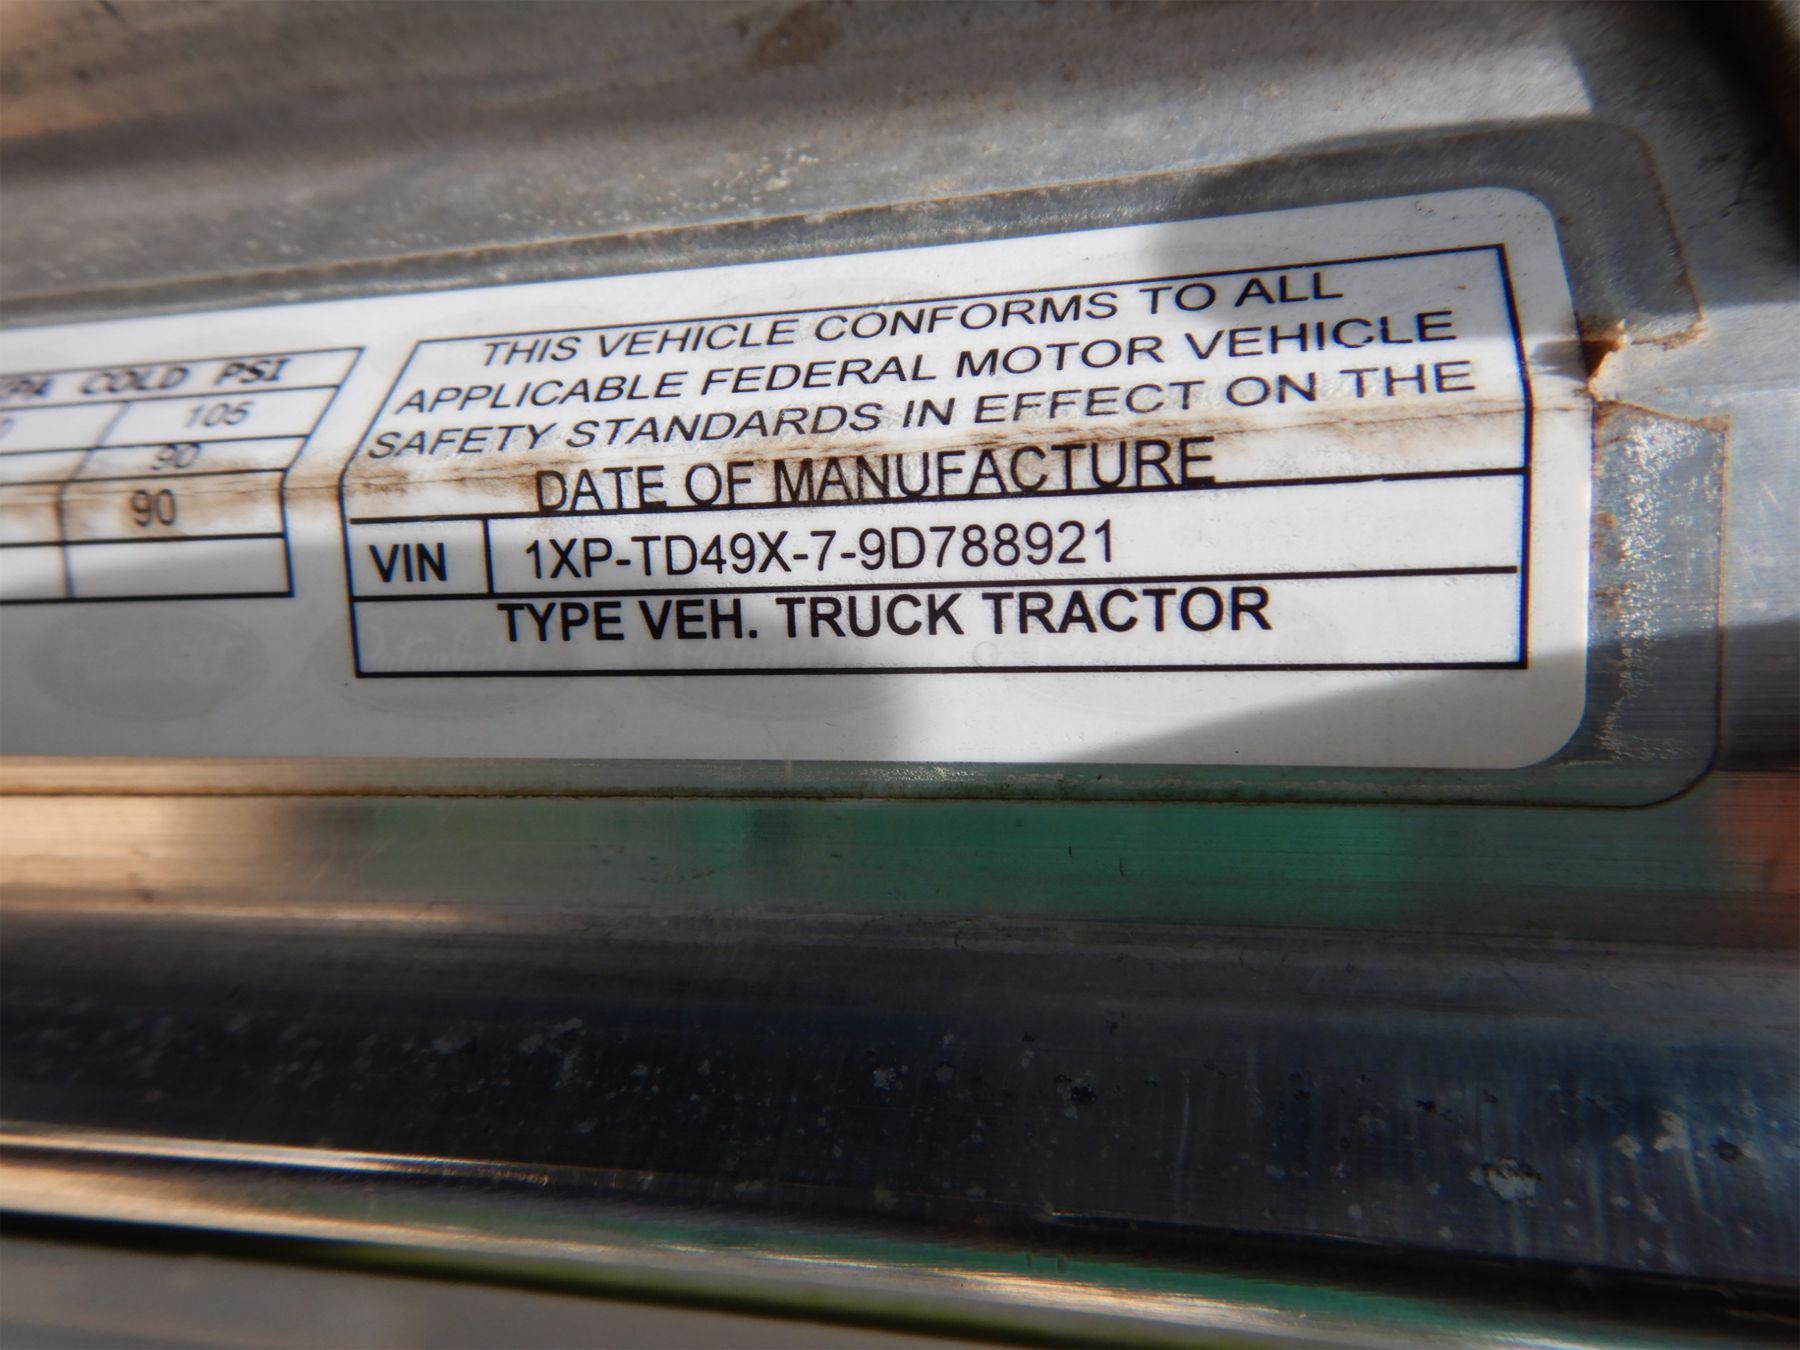 COLD PSI
105
90
90
THIS VEHICLE CONFORMS TO ALL
APPLICABLE FEDERAL MOTOR VEHICLE
SAFETY STANDARDS IN EFFECT ON THE
DATE OF MANUFACTURE
VIN 1XP-TD49X-7-9D788921
TYPE VEH. TRUCK TRACTOR